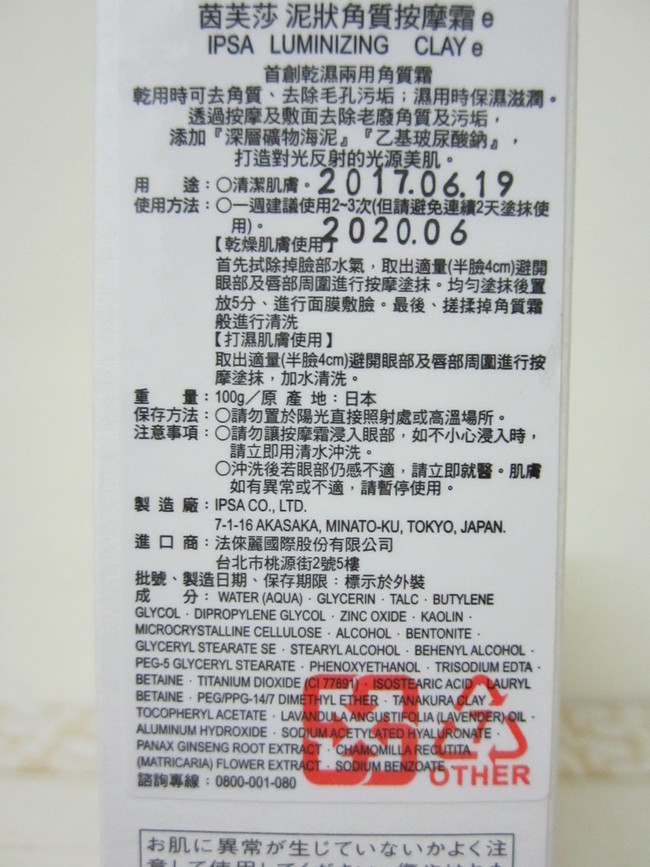 茵芙莎 泥狀角質按摩霜 e
IPSA LUMINIZING CLAY e
首創乾濕兩用角質霜
乾用時可去角質、去除毛孔污垢；濕用時保濕滋潤。
透過按摩及敷面去除老廢角質及污垢，
添加『深層礦物海泥』『乙基玻尿酸鈉』，
打造對光反射的光源美肌。
用　　途：○清潔肌膚。2017.06.19
使用方法：○一週建議使用2~3次(但請避免連續2天塗抹使
用)。2020.06
【乾燥肌膚使用】
首先拭除掉臉部水氣，取出適量(半臉4cm)避開
眼部及唇部周圍進行按摩塗抹。均勻塗抹後置
放5分、進行面膜敷臉。最後、搓揉掉角質霜
般進行清洗
【打濕肌膚使用】
取出適量(半臉4cm)避開眼部及唇部周圍進行按
摩塗抹，加水清洗。
重　　量：100g／原 產 地：日本
保存方法：○請勿置於陽光直接照射處或高溫場所。
注意事項：○請勿讓按摩霜浸入眼部，如不小心浸入時，
請立即用清水沖洗。
○沖洗後若眼部仍感不適，請立即就醫。肌膚
如有異常或不適，請暫停使用。
製 造 廠：IPSA CO., LTD.
7-1-16 AKASAKA, MINATO-KU, TOKYO, JAPAN.
進 口 商：法徠麗國際股份有限公司
台北市桃源街2號5樓
批號、製造日期、保存期限：標示於外裝
成　　分：WATER (AQUA)．GLYCERIN．TALC．BUTYLENE
GLYCOL．DIPROPYLENE GLYCOL．ZINC OXIDE．KAOLIN．
MICROCRYSTALLINE CELLULOSE．ALCOHOL．BENTONITE．
GLYCERYL STEARATE SE．STEARYL ALCOHOL．BEHENYL ALCOHOL．
PEG-5 GLYCERYL STEARATE．PHENOXYETHANOL．TRISODIUM EDTA．
BETAINE．TITANIUM DIOXIDE (CI 77891)．ISOSTEARIC ACID．LAURYL
BETAINE．PEG/PPG-14/7 DIMETHYL ETHER．TANAKURA CLAY．
TOCOPHERYL ACETATE．LAVANDULA ANGUSTIFOLIA (LAVENDER) OIL．
ALUMINUM HYDROXIDE．SODIUM ACETYLATED HYALURONATE．
PANAX GINSENG ROOT EXTRACT．CHAMOMILLA RECUTITA
(MATRICARIA) FLOWER EXTRACT．SODIUM BENZOATE
OTHER
諮詢專線：0800-001-080
お肌に異常が生じていないかよく注